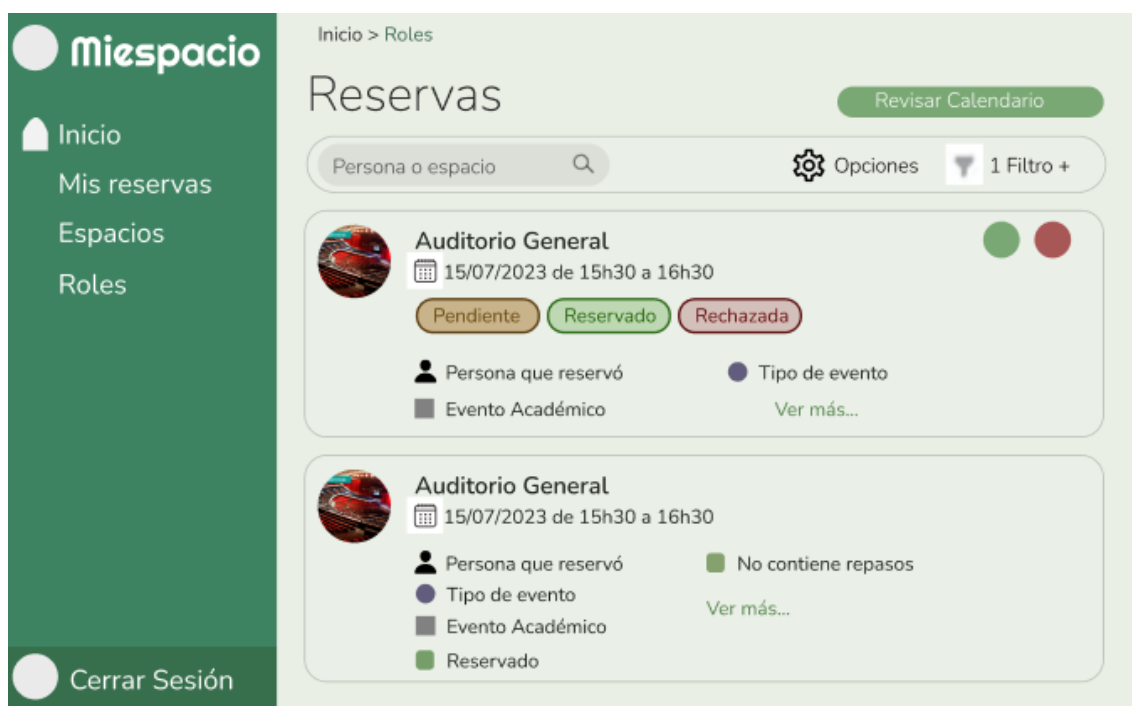 Miespacio
Inicio
Mis reservas
Espacios
Roles
Cerrar Sesión
Inicio > Roles
Reservas
Revisar Calendario
Persona o espacio
Opciones
1 Filtro +
Auditorio General
15/07/2023 de 15h30 a 16h30
Pendiente Reservado Rechazada
Persona que reservó
Tipo de evento
Evento Académico
Ver más...
Auditorio General
15/07/2023 de 15h30 a 16h30
Persona que reservó
No contiene repasos
Tipo de evento
Ver más...
Evento Académico
Reservado